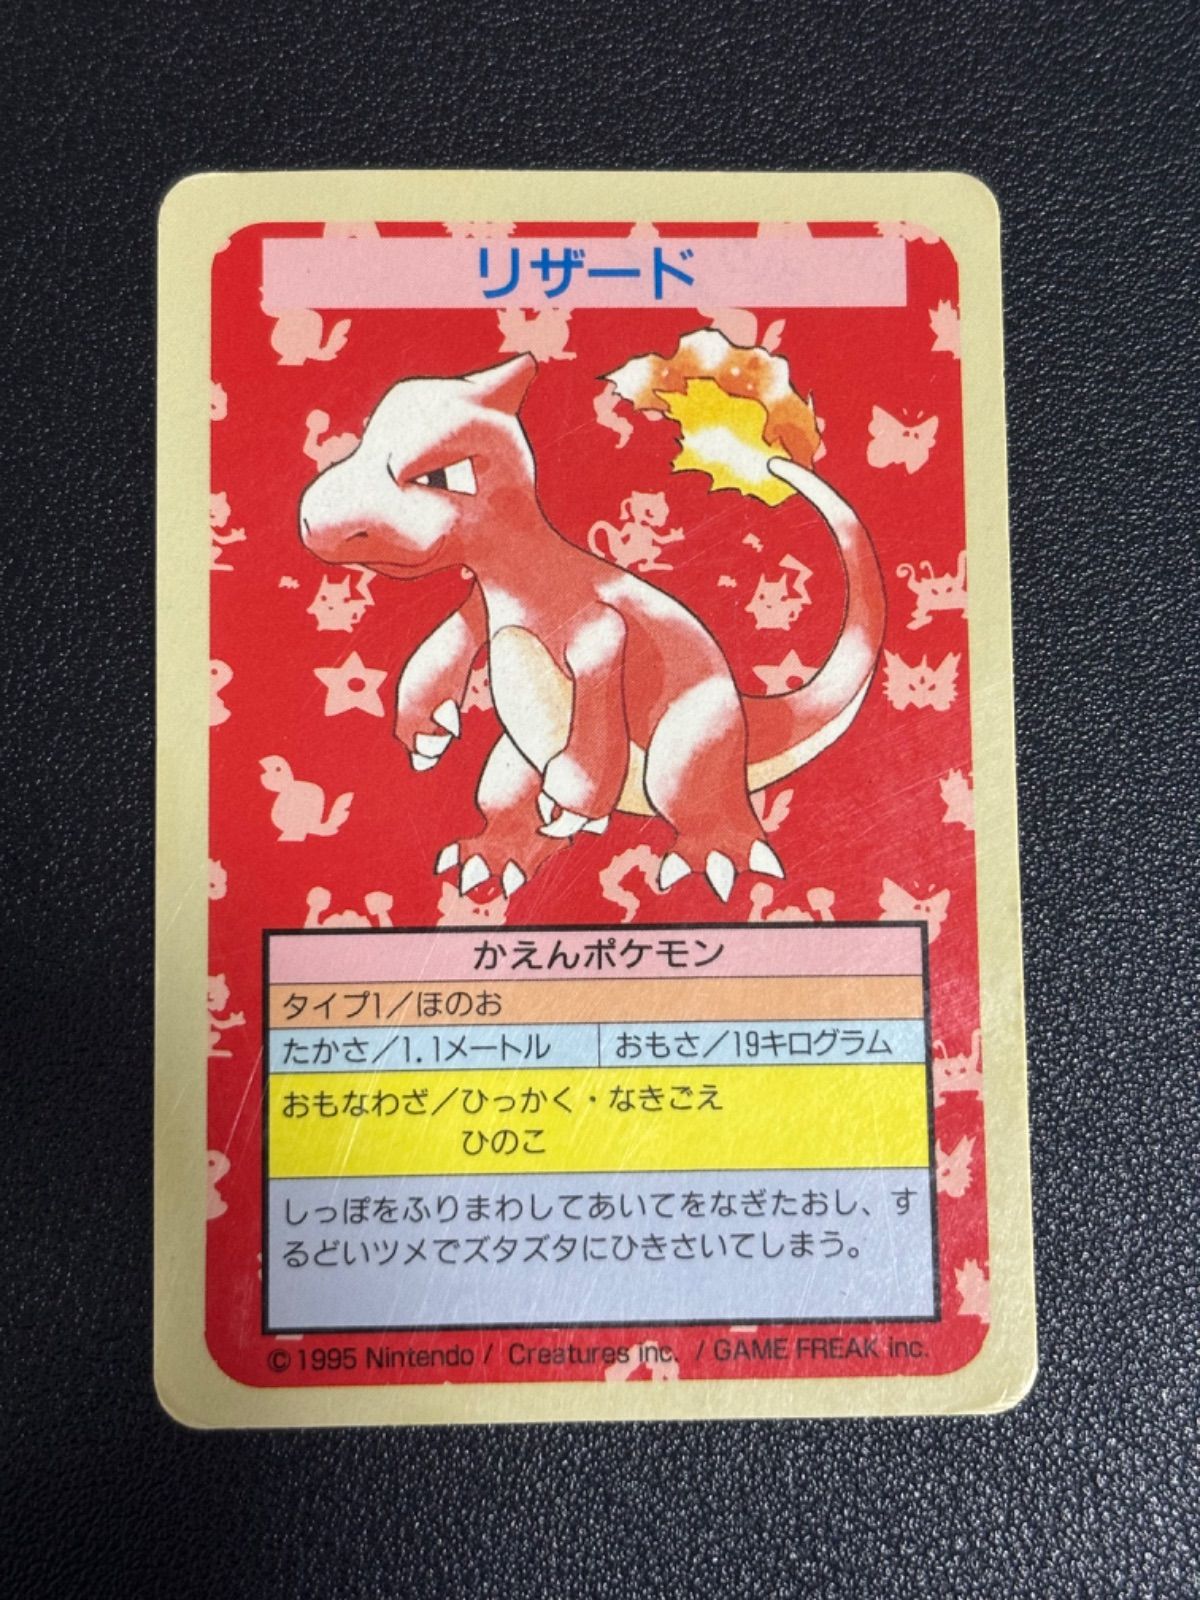 リザード
かえんポケモン
タイプ1／ほのお
たかさ／1.1メートル
おもさ／19キログラム
おもなわざ／ひっかく・なきごえ
ひのこ
しっぽをふりまわしてあいてをなぎたおし、す
るどいツメでズタズタにひきさいてしまう。
© 1995 Nintendo / Creatures inc. / GAME FREAK inc.